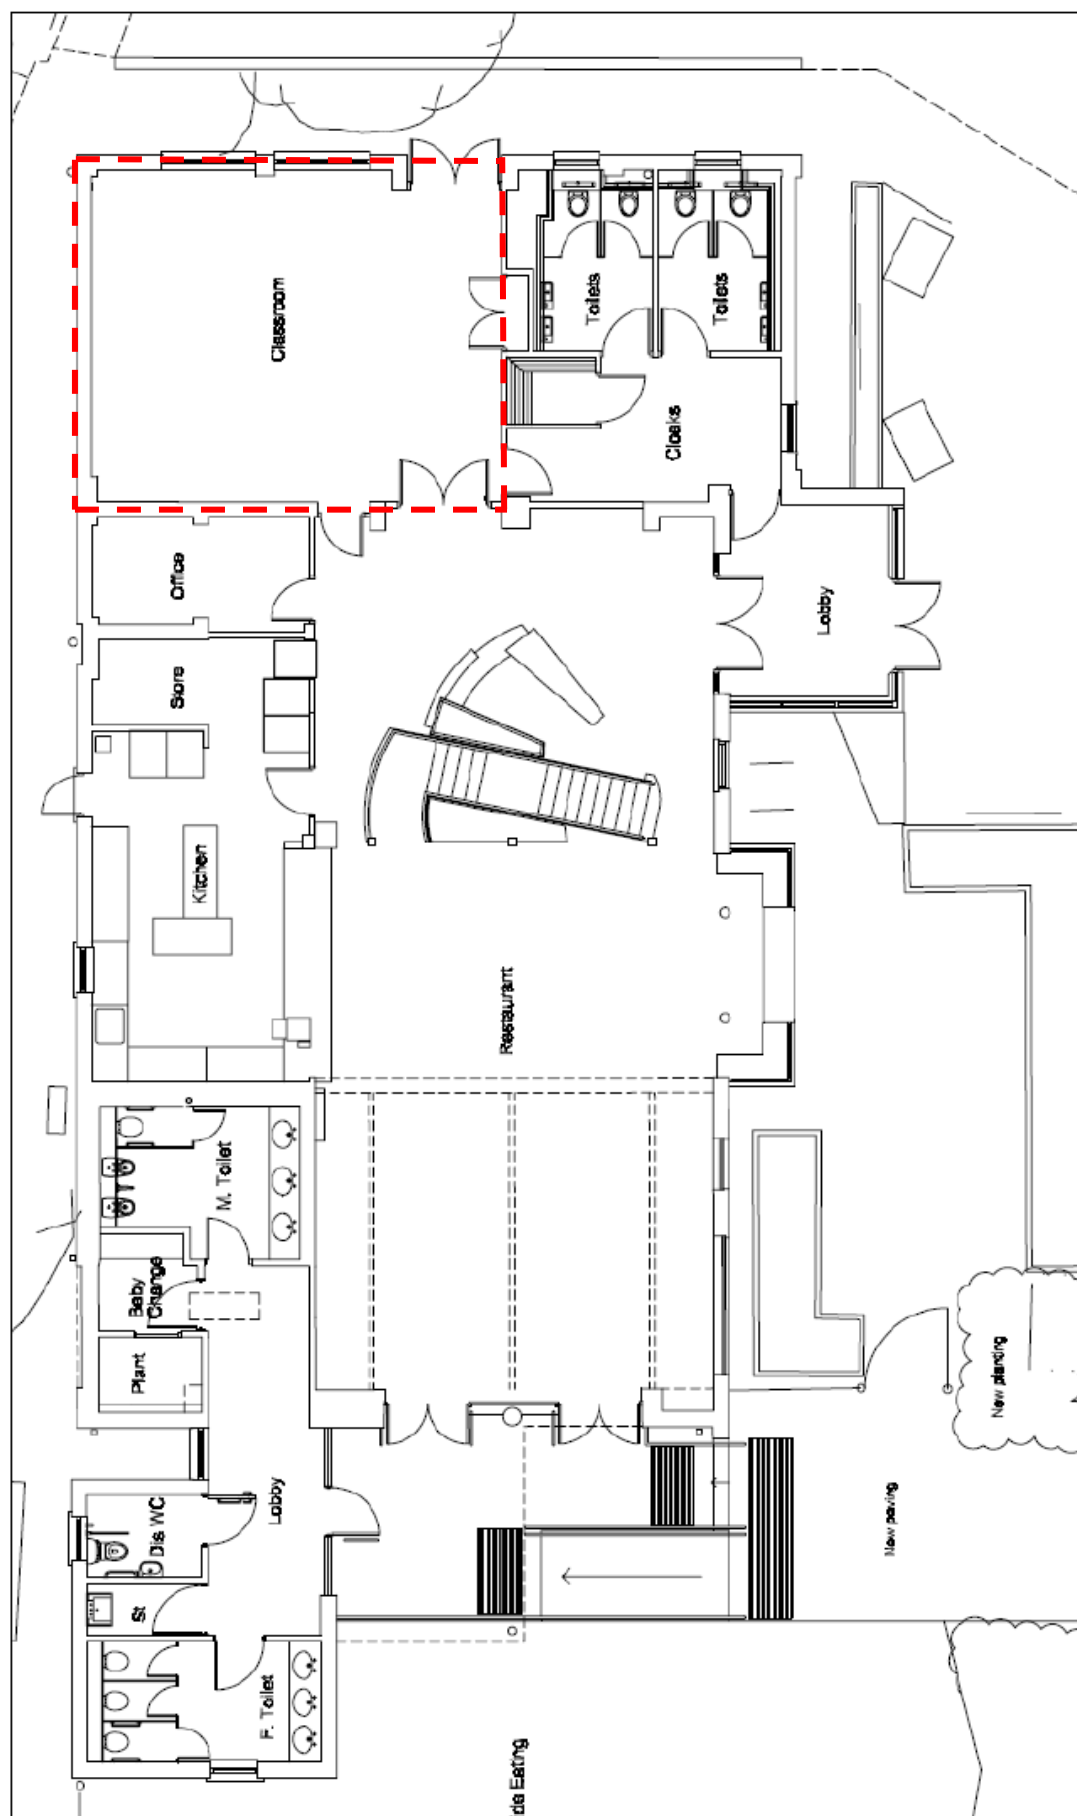 Classroom
Toilets
Toilets
Cloaks
Office
Lobby
Store
Kitchen
Restaurant
M. Toilet
Baby
Change
Plant
New planting
Lobby
Dis WC
New paving
St
F. Toilet
de Eating